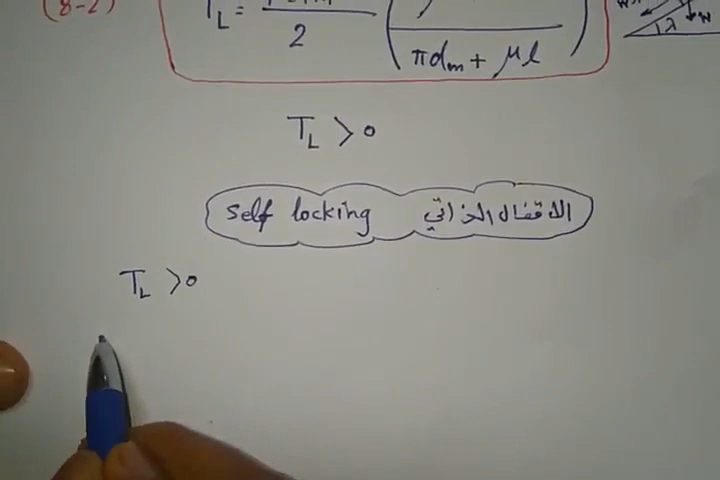 (8-2)
T_L =
2
πd_m + μl
λ
T_L > 0
Self locking الاقفال الذاتي
T_L > 0